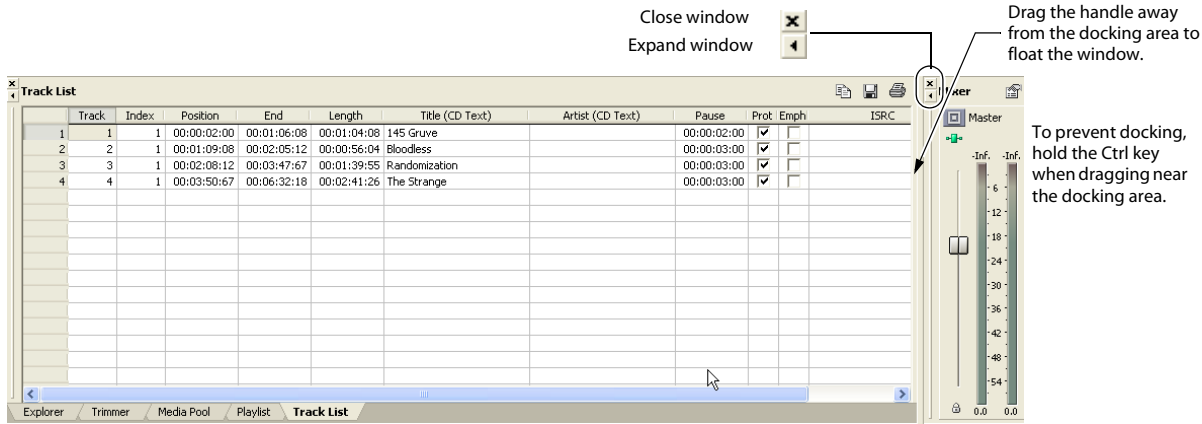 Close window
Expand window
Drag the handle away
from the docking area to
float the window.
Track List
Mixer
Track Index Position End Length Title (CD Text) Artist (CD Text) Pause Prot Emph ISRC
1 1 1 00:00:02:00 00:01:06:08 00:01:04:08 145 Gruve 00:00:02:00
2 2 1 00:01:09:08 00:02:05:12 00:00:56:04 Bloodless 00:00:03:00
3 3 1 00:02:08:12 00:03:47:67 00:01:39:55 Randomization 00:00:03:00
4 4 1 00:03:50:67 00:06:32:18 00:02:41:26 The Strange 00:00:03:00
Master
-Inf. -Inf.
- 6 -
-12 -
-18 -
-24 -
-30 -
-36 -
-42 -
-48 -
-54 -
0.0 0.0
To prevent docking,
hold the Ctrl key
when dragging near
the docking area.
Explorer Trimmer Media Pool Playlist Track List